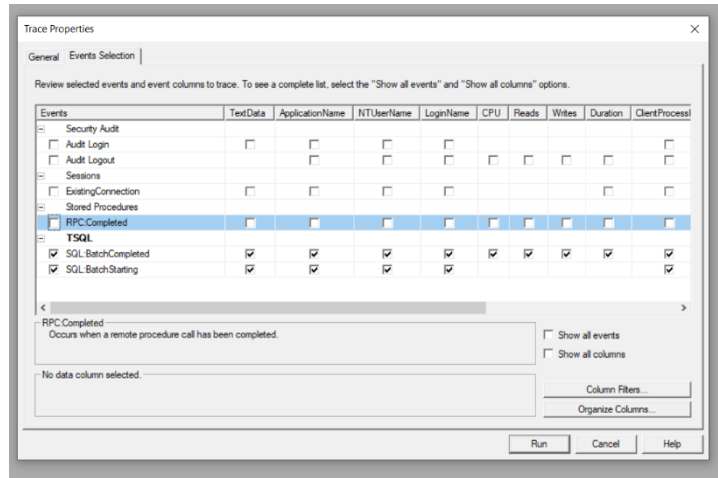 Trace Properties
General Events Selection
Review selected events and event columns to trace. To see a complete list, select the "Show all events" and "Show all columns" options.
Events TextData ApplicationName NTUserName LoginName CPU Reads Writes Duration ClientProcessI
Security Audit
Audit Login
Audit Logout
Sessions
ExistingConnection
Stored Procedures
RPC:Completed
TSQL
SQL:BatchCompleted
SQL:BatchStarting
RPC:Completed
Occurs when a remote procedure call has been completed.
Show all events
Show all columns
No data column selected.
Column Filters...
Organize Columns...
Run Cancel Help